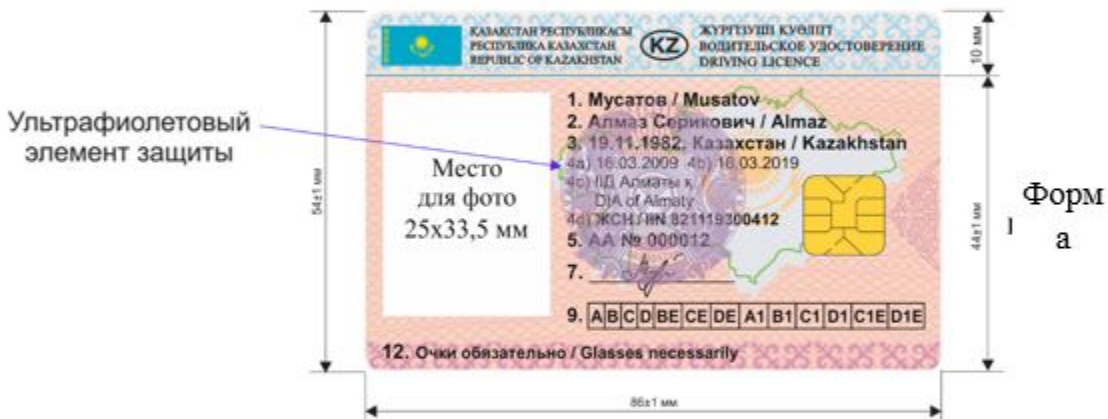 ҚАЗАҚСТАН РЕСПУБЛИКАСЫ
РЕСПУБЛИКА КАЗАХСТАН
REPUBLIC OF KAZAKHSTAN
KZ
ЖҮРГІЗУШІ КУӘЛІГІ
ВОДИТЕЛЬСКОЕ УДОСТОВЕРЕНИЕ
DRIVING LICENCE
10 мм
Ультрафиолетовый
элемент защиты
54±1 мм
Место
для фото
25x33,5 мм
1. Мусатов / Musatov
2. Алмаз Серикович / Almaz
3. 19.11.1982, Казахстан / Kazakhstan
4a) 16.03.2009 4b) 16.03.2019
4c) ІІД Алматы қ.
DIA of Almaty
4d) ЖСН / IIN 821119300412
5. AA № 000012
7.
9. A B C D BE CE DE A1 B1 C1 D1 C1E D1E
12. Очки обязательно / Glasses necessarily
44±1 мм
Форм
а
86±1 мм